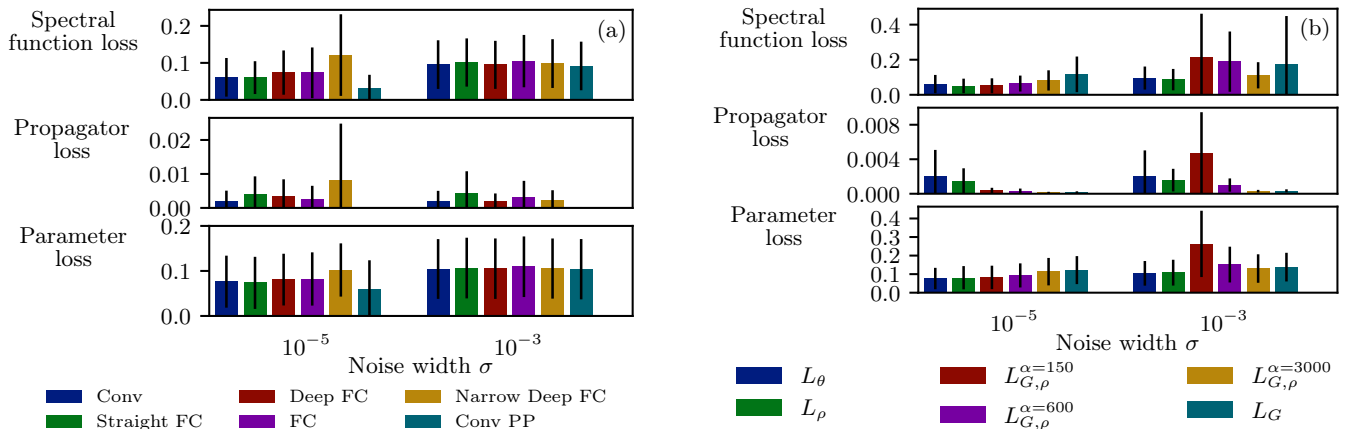 Spectral
function loss
0.2
0.1
0.0
(a)
Propagator
loss
0.02
0.01
0.00
Parameter
loss
0.2
0.1
0.0
10^{-5}
10^{-3}
Noise width σ
Conv
Deep FC
Narrow Deep FC
Straight FC
FC
Conv PP
Spectral
function loss
0.4
0.2
0.0
(b)
Propagator
loss
0.008
0.004
0.000
Parameter
loss
0.4
0.3
0.2
0.1
0.0
10^{-5}
10^{-3}
Noise width σ
L_θ
L_{G,ρ}^{α=150}
L_{G,ρ}^{α=3000}
L_ρ
L_{G,ρ}^{α=600}
L_G